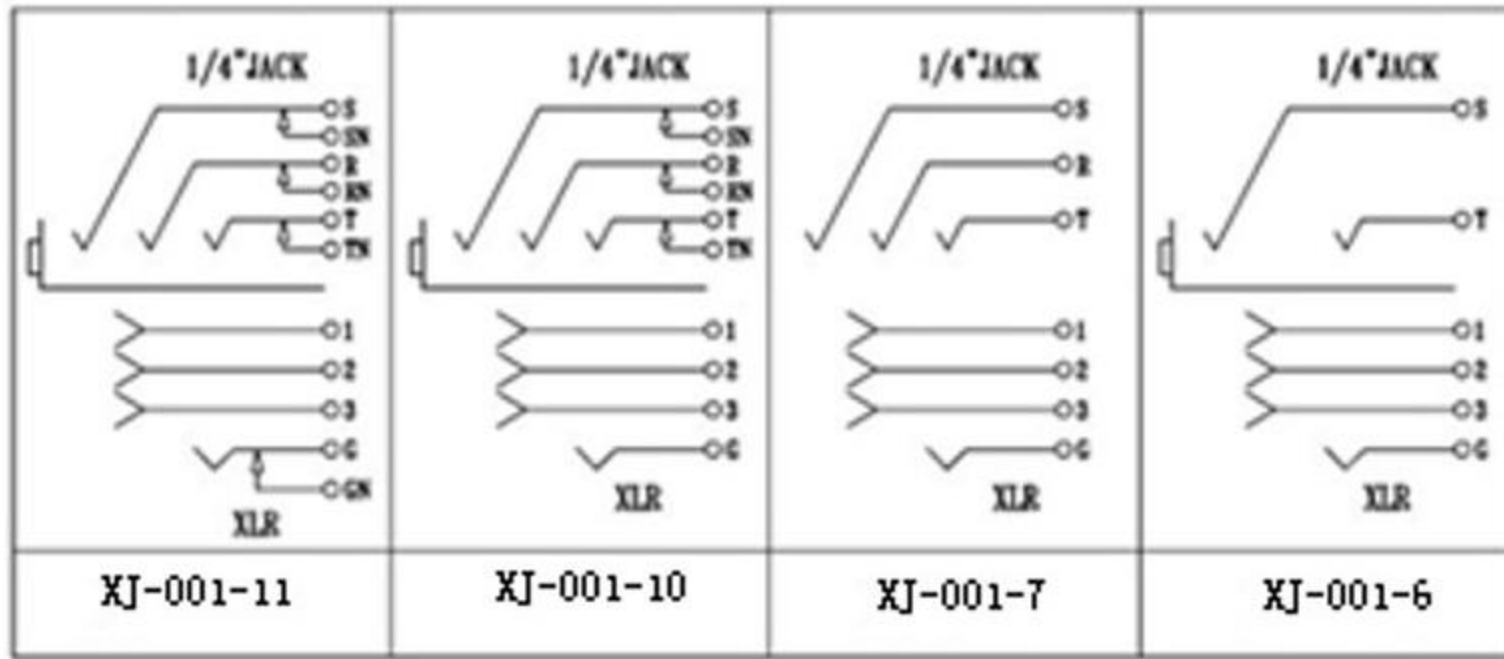 1/4"JACK
S
SN
R
RN
T
TN
1
2
3
G
GN
XLR
XJ-001-11
1/4"JACK
S
SN
R
RN
T
TN
1
2
3
G
XLR
XJ-001-10
1/4"JACK
S
R
T
1
2
3
G
XLR
XJ-001-7
1/4"JACK
S
T
1
2
3
G
XLR
XJ-001-6